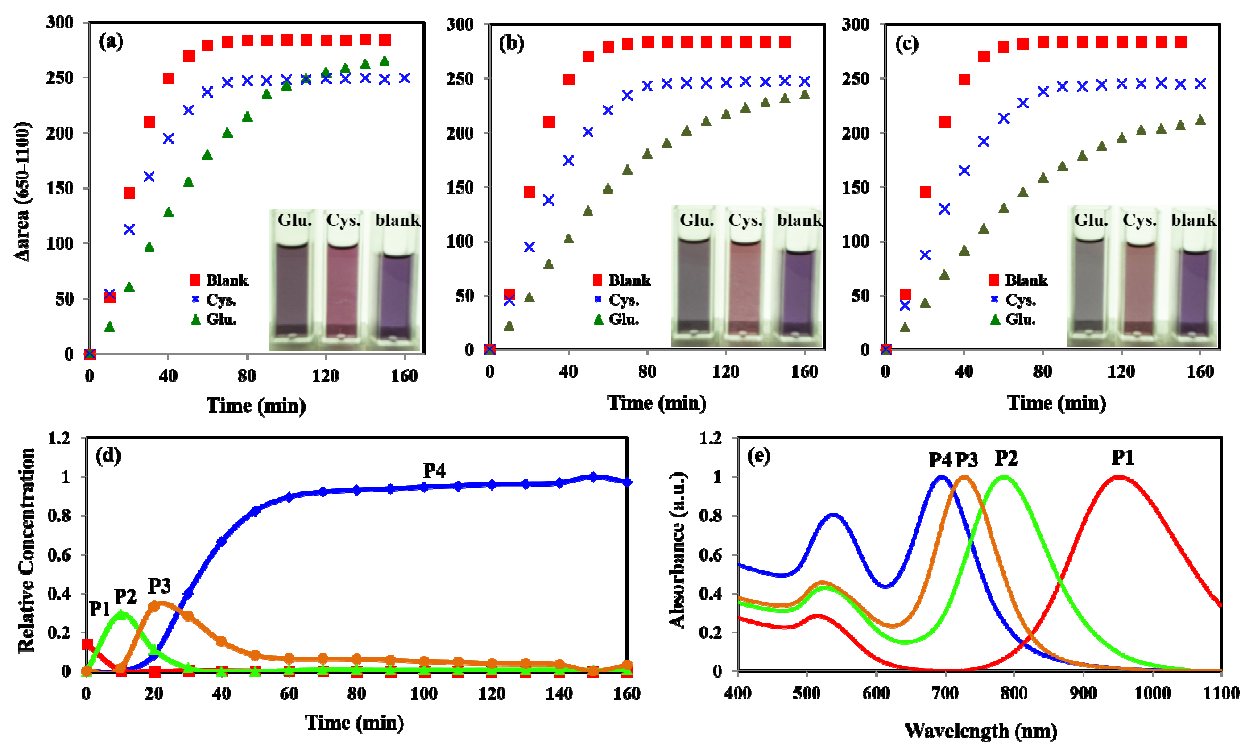 300
250
200
150
100
50
0
Δarea (650-1100)
(a)
Glu. Cys. blank
Blank
Cys.
Glu.
0 40 80 120 160
Time (min)
300
250
200
150
100
50
0
(b)
Glu. Cys. blank
Blank
Cys.
Glu.
0 40 80 120 160
Time (min)
300
250
200
150
100
50
0
(c)
Glu. Cys. blank
Blank
Cys.
Glu.
0 40 80 120 160
Time (min)
1.2
1
0.8
0.6
0.4
0.2
0
Relative Concentration
(d)
P4
P1 P2 P3
0 20 40 60 80 100 120 140 160
Time (min)
1.2
1
0.8
0.6
0.4
0.2
0
Absorbance (a.u.)
(e)
P4 P3 P2 P1
400 500 600 700 800 900 1000 1100
Wavelength (nm)